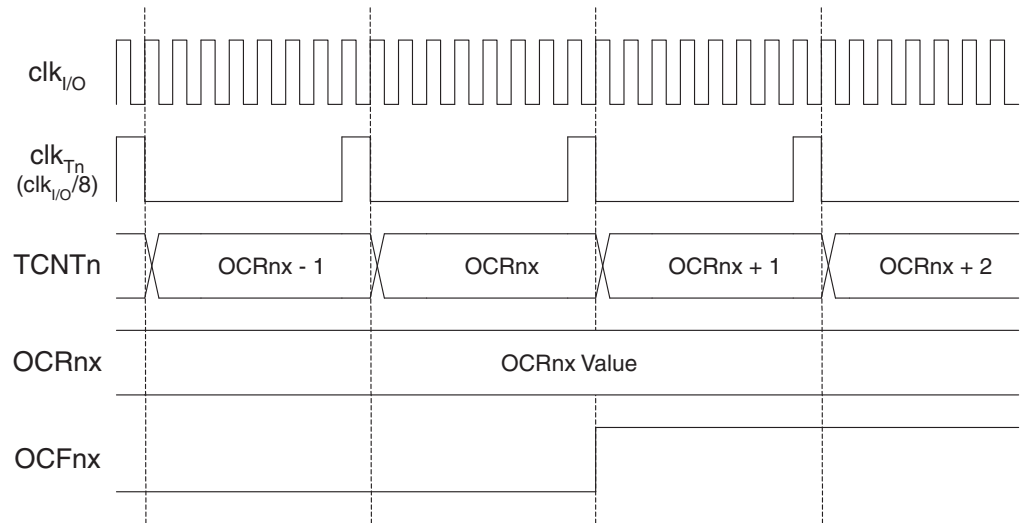 clkI/O
clkTn
(clkI/O/8)
TCNTn OCRnx - 1 OCRnx OCRnx + 1 OCRnx + 2
OCRnx OCRnx Value
OCFnx